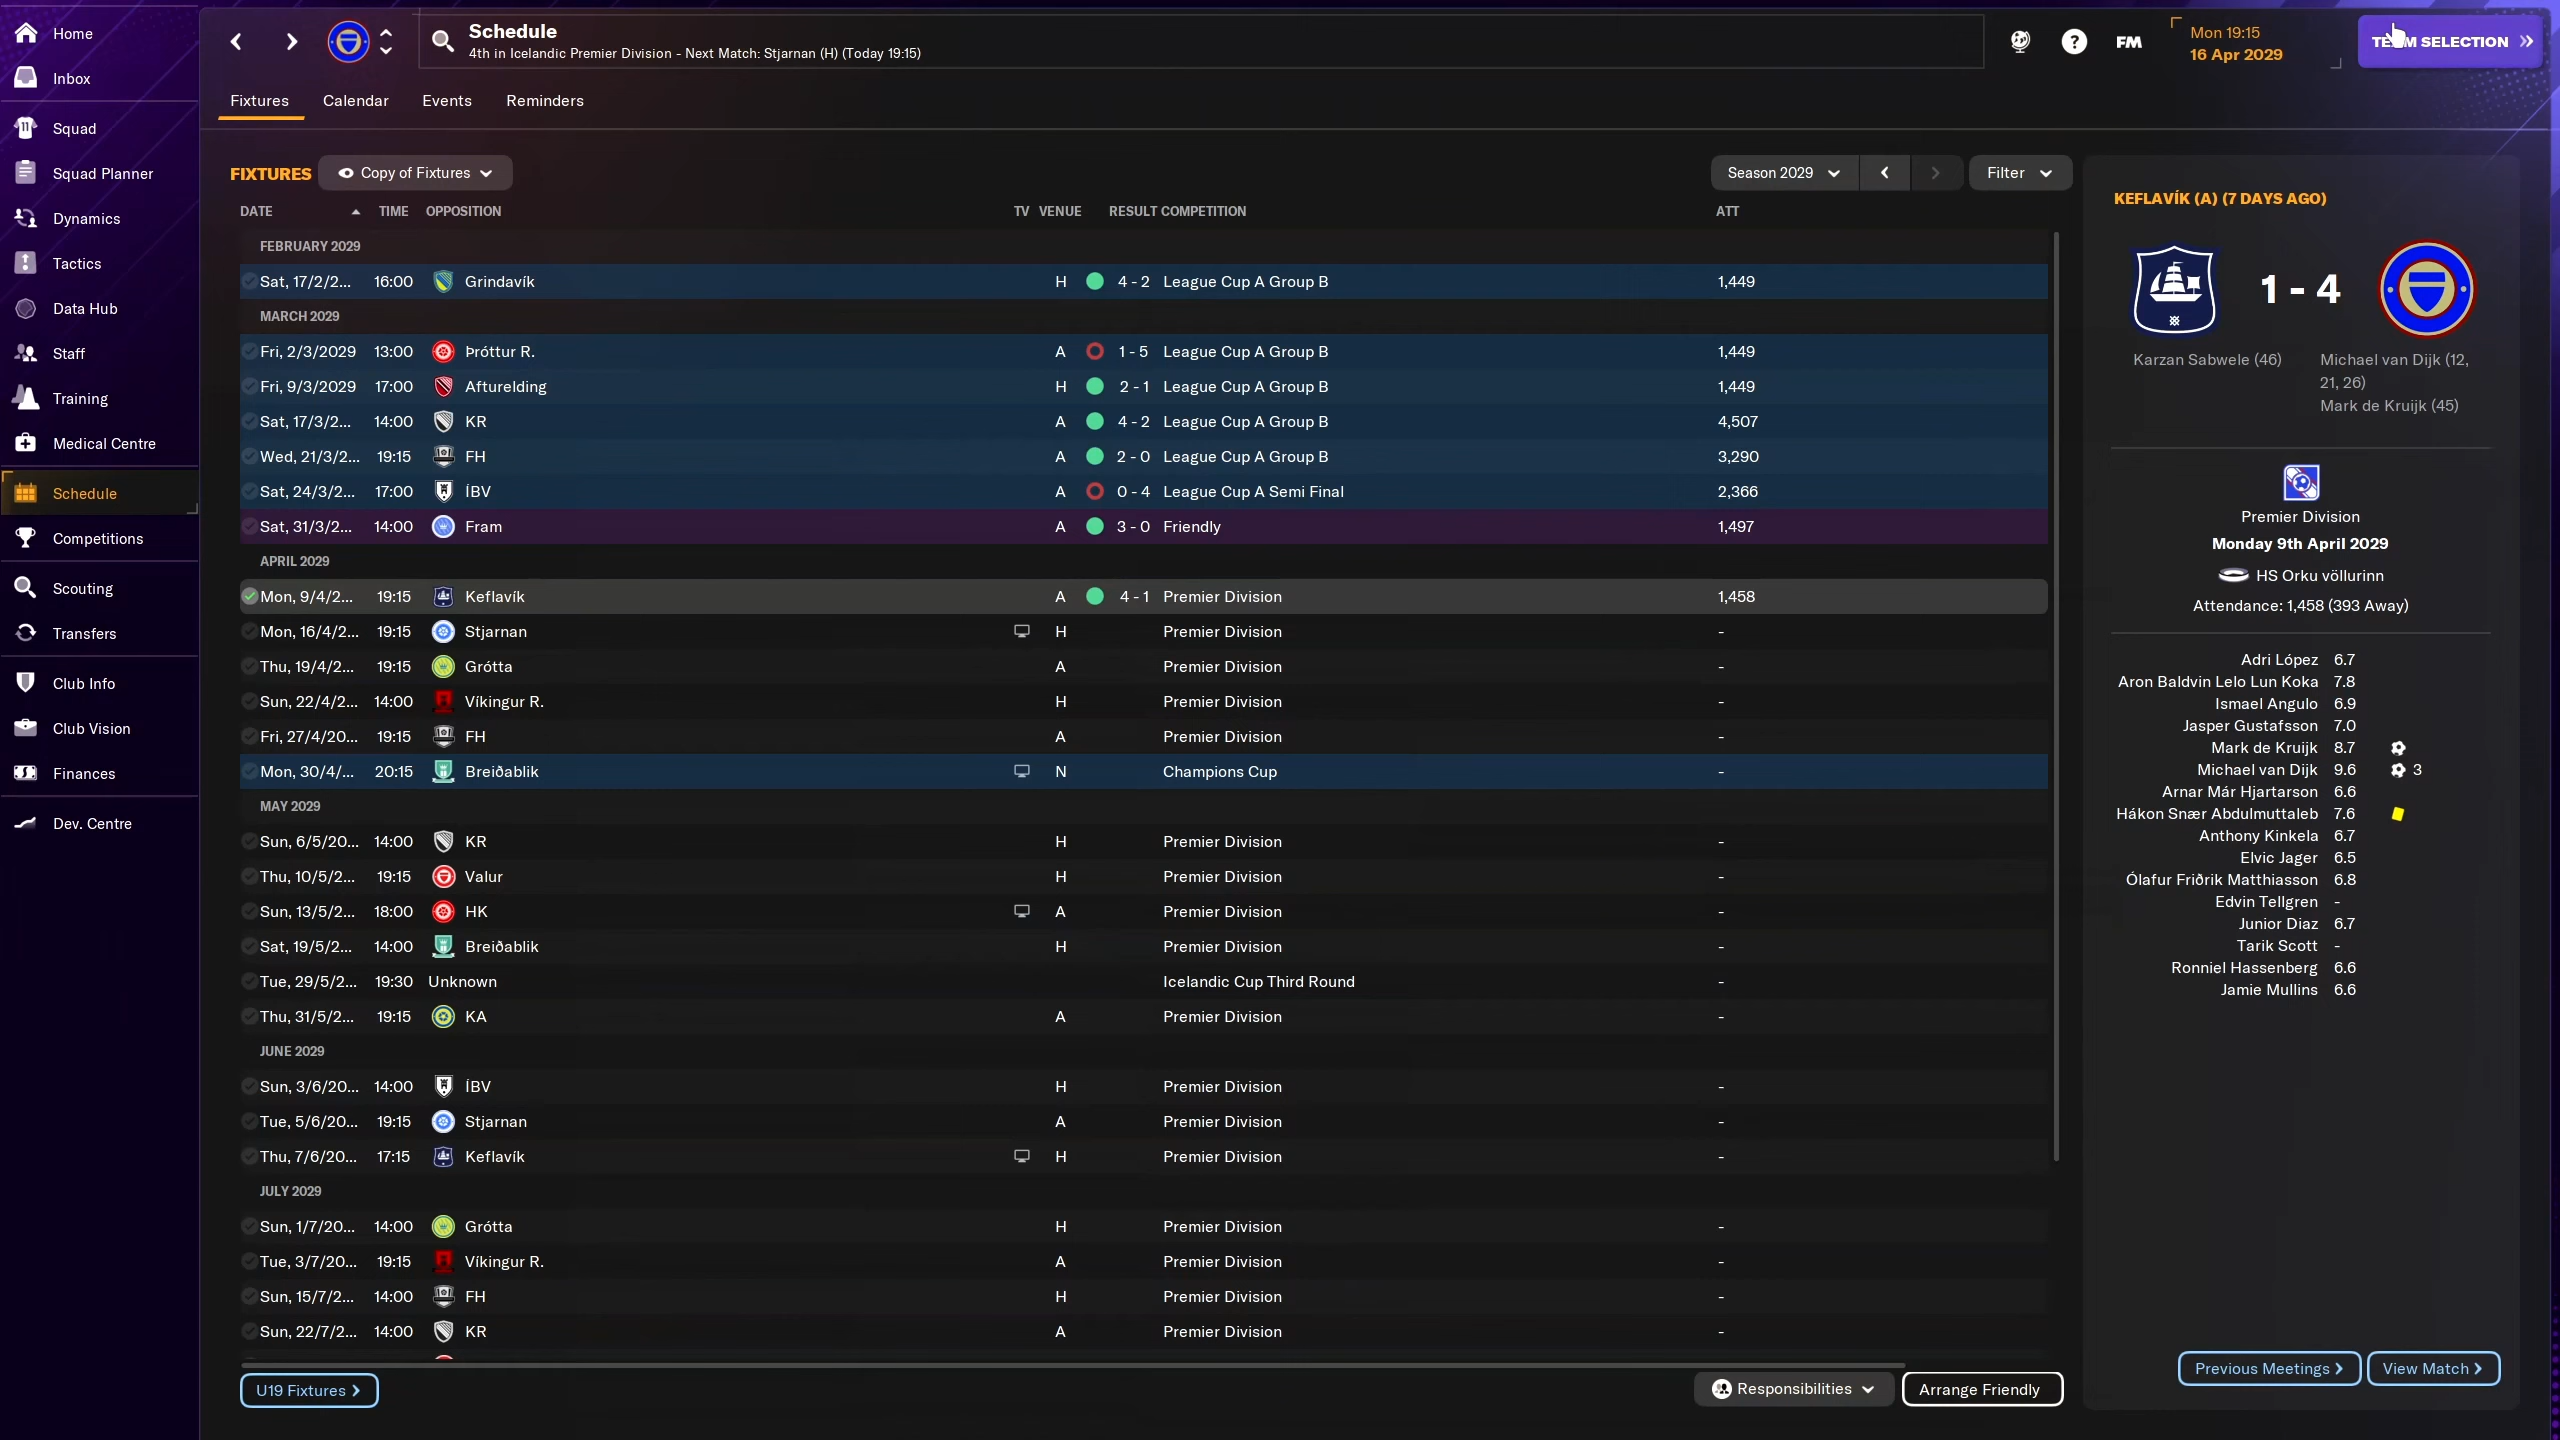 Home
Inbox
Squad
Squad Planner
Dynamics
Tactics
Data Hub
Staff
Training
Medical Centre
Schedule
Competitions
Scouting
Transfers
Club Info
Club Vision
Finances
Dev. Centre
Schedule
4th in Icelandic Premier Division - Next Match: Stjarnan (H) (Today 19:15)
FM
Mon 19:15
16 Apr 2029
SELECTION
Fixtures Calendar Events Reminders
FIXTURES Copy of Fixtures Season 2029 Filter
DATE TIME OPPOSITION TV VENUE RESULT COMPETITION ATT
FEBRUARY 2029
Sat, 17/2/2... 16:00 Grindavík H 4 - 2 League Cup A Group B 1,449
MARCH 2029
Fri, 2/3/2029 13:00 Þróttur R. A 1 - 5 League Cup A Group B 1,449
Fri, 9/3/2029 17:00 Afturelding H 2 - 1 League Cup A Group B 1,449
Sat, 17/3/2... 14:00 KR A 4 - 2 League Cup A Group B 4,507
Wed, 21/3/2... 19:15 FH A 2 - 0 League Cup A Group B 3,290
Sat, 24/3/2... 17:00 ÍBV A 0 - 4 League Cup A Semi Final 2,366
Sat, 31/3/2... 14:00 Fram A 3 - 0 Friendly 1,497
APRIL 2029
Mon, 9/4/2... 19:15 Keflavík A 4 - 1 Premier Division 1,458
Mon, 16/4/2... 19:15 Stjarnan H Premier Division -
Thu, 19/4/2... 19:15 Grótta A Premier Division -
Sun, 22/4/2... 14:00 Víkingur R. H Premier Division -
Fri, 27/4/20... 19:15 FH A Premier Division -
Mon, 30/4/... 20:15 Breiðablik N Champions Cup -
MAY 2029
Sun, 6/5/20... 14:00 KR H Premier Division -
Thu, 10/5/2... 19:15 Valur H Premier Division -
Sun, 13/5/2... 18:00 HK A Premier Division -
Sat, 19/5/2... 14:00 Breiðablik H Premier Division -
Tue, 29/5/2... 19:30 Unknown Icelandic Cup Third Round -
Thu, 31/5/2... 19:15 KA A Premier Division -
JUNE 2029
Sun, 3/6/20... 14:00 ÍBV H Premier Division -
Tue, 5/6/20... 19:15 Stjarnan A Premier Division -
Thu, 7/6/20... 17:15 Keflavík H Premier Division -
JULY 2029
Sun, 1/7/20... 14:00 Grótta H Premier Division -
Tue, 3/7/20... 19:15 Víkingur R. A Premier Division -
Sun, 15/7/2... 14:00 FH H Premier Division -
Sun, 22/7/2... 14:00 KR A Premier Division -
U19 Fixtures Responsibilities Arrange Friendly
KEFLAVÍK (A) (7 DAYS AGO)
1 - 4
Karzan Sabwele (46) Michael van Dijk (12,
21, 26)
Mark de Kruijk (45)
Premier Division
Monday 9th April 2029
HS Orku völlurinn
Attendance: 1,458 (393 Away)
Adri López 6.7
Aron Baldvin Lelo Lun Koka 7.8
Ismael Angulo 6.9
Jasper Gustafsson 7.0
Mark de Kruijk 8.7
Michael van Dijk 9.6 3
Arnar Már Hjartarson 6.6
Hákon Snær Abdulmuttaleb 7.6
Anthony Kinkela 6.7
Elvic Jager 6.5
Ólafur Friðrik Matthiasson 6.8
Edvin Tellgren -
Junior Diaz 6.7
Tarik Scott -
Ronniel Hassenberg 6.6
Jamie Mullins 6.6
Previous Meetings View Match